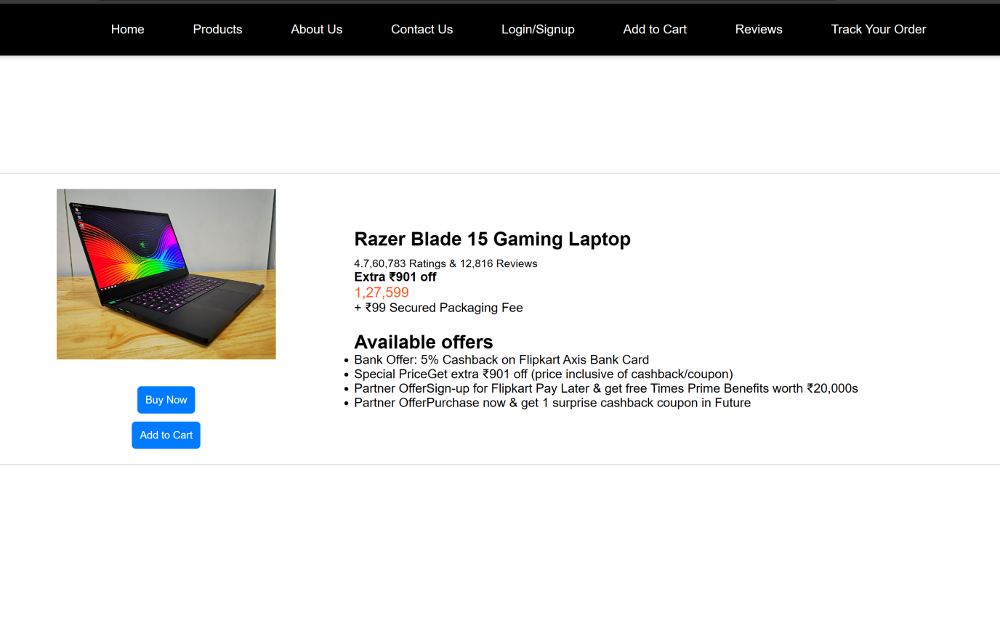 Home Products About Us Contact Us Login/Signup Add to Cart Reviews Track Your Order
Razer Blade 15 Gaming Laptop
4.7,60,783 Ratings & 12,816 Reviews
Extra ₹901 off
1,27,599
+ ₹99 Secured Packaging Fee
Available offers
Bank Offer: 5% Cashback on Flipkart Axis Bank Card
Special PriceGet extra ₹901 off (price inclusive of cashback/coupon)
Partner OfferSign-up for Flipkart Pay Later & get free Times Prime Benefits worth ₹20,000s
Partner OfferPurchase now & get 1 surprise cashback coupon in Future
Buy Now
Add to Cart